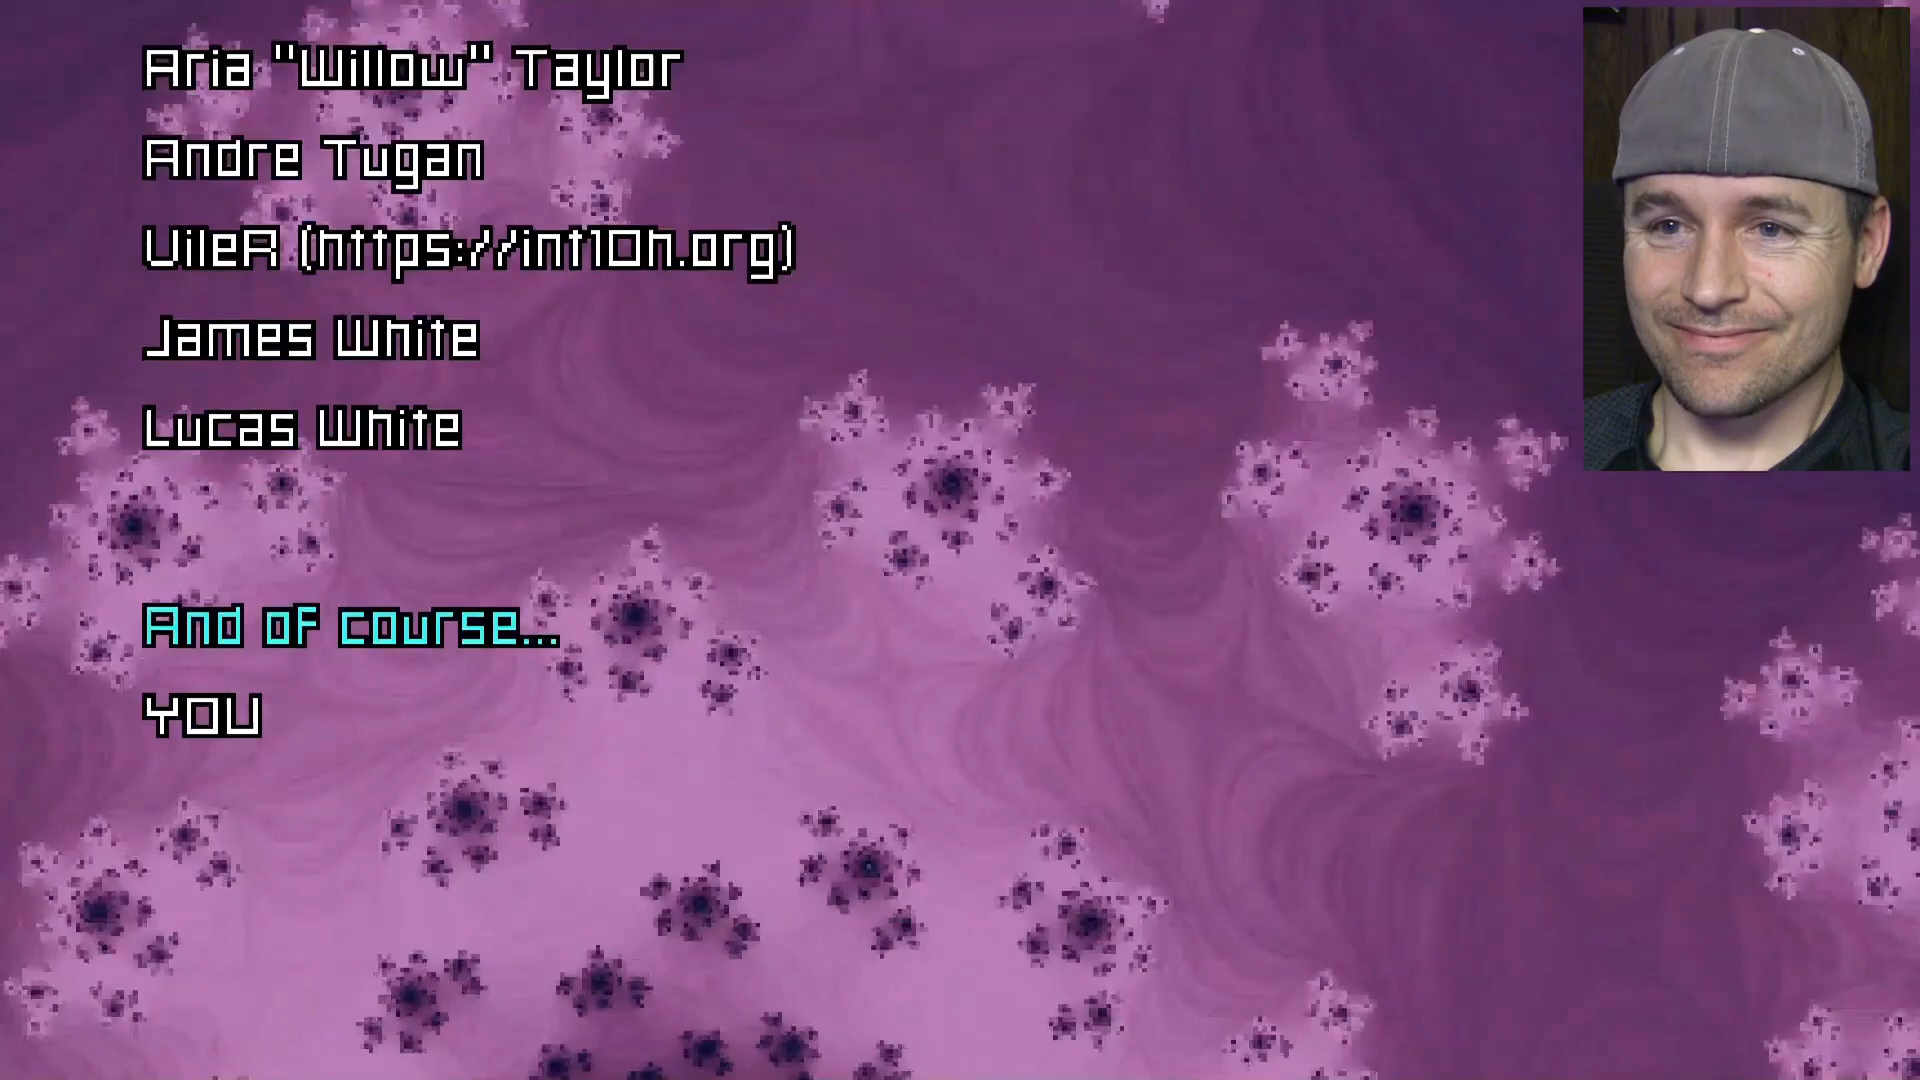 Aria "Willow" Taylor
Andre Tugan
VileR (https://int10h.org)
James White
Lucas White
And of course...
YOU